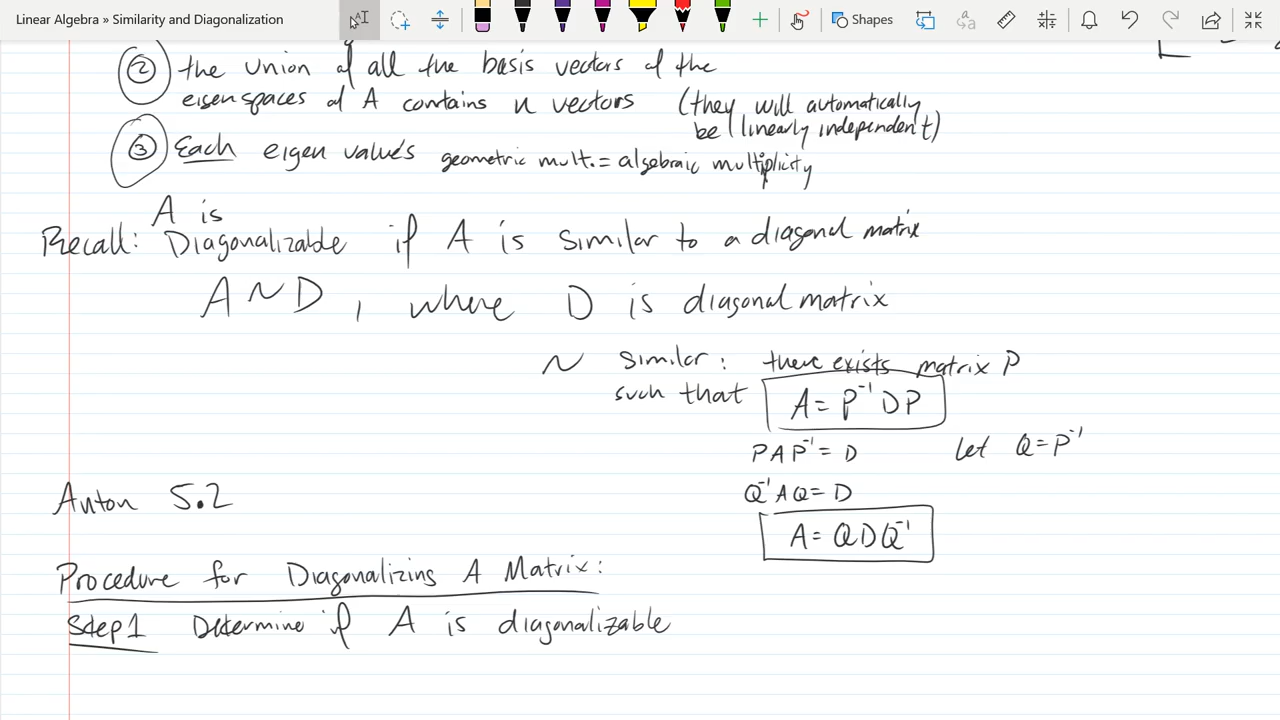 Linear Algebra » Similarity and Diagonalization
Shapes
② the union of all the basis vectors of the
eigenspaces of A contains n vectors (they will automatically
be linearly independent)
③ Each eigen values geometric mult. = algebraic multiplicity
A is
Recall: Diagonalizable if A is similar to a diagonal matrix
A ~ D , where D is diagonal matrix
~ Similar: there exists matrix P
such that A = P⁻¹DP
PAP⁻¹ = D let Q = P⁻¹
Q⁻¹AQ = D
Anton 5.2
A = QDQ⁻¹
Procedure for Diagonalizing A Matrix:
Step 1 Determine if A is diagonalizable